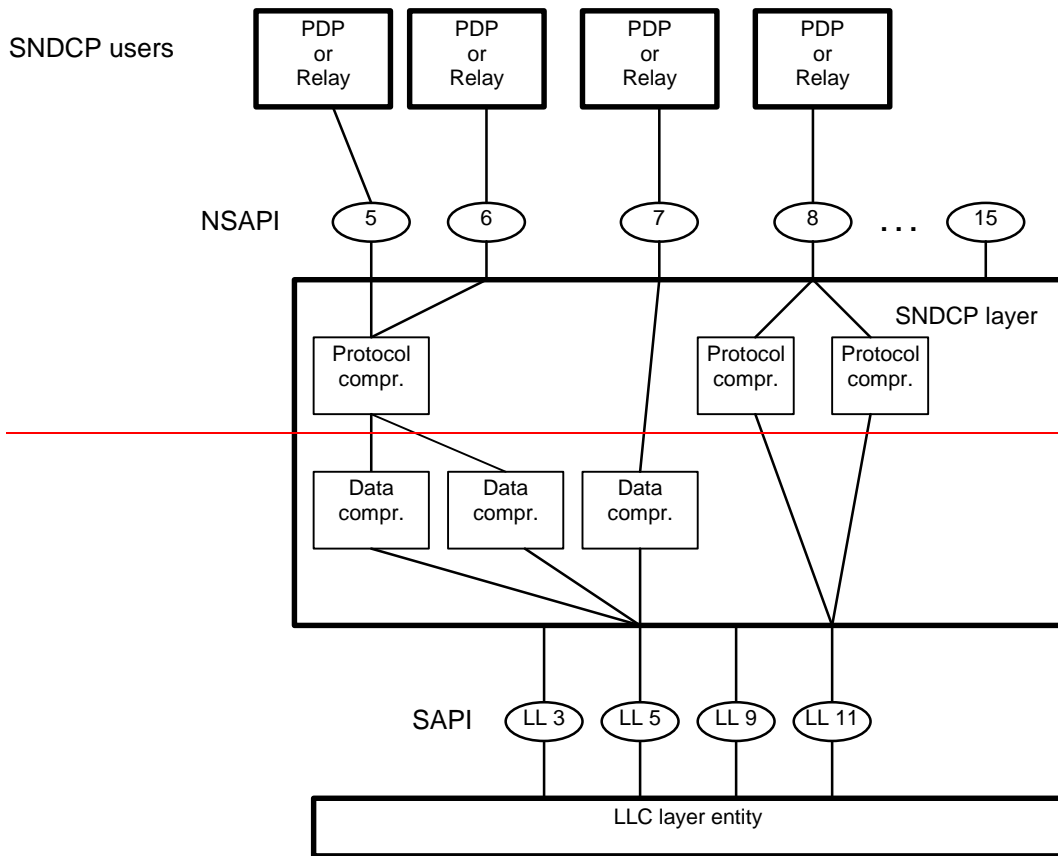 SNDCP users
PDP
or
Relay
PDP
or
Relay
PDP
or
Relay
PDP
or
Relay
NSAPI
5
6
7
8
. . .
15
SNDCP layer
Protocol
compr.
Protocol
compr.
Protocol
compr.
Data
compr.
Data
compr.
Data
compr.
SAPI
LL 3
LL 5
LL 9
LL 11
LLC layer entity